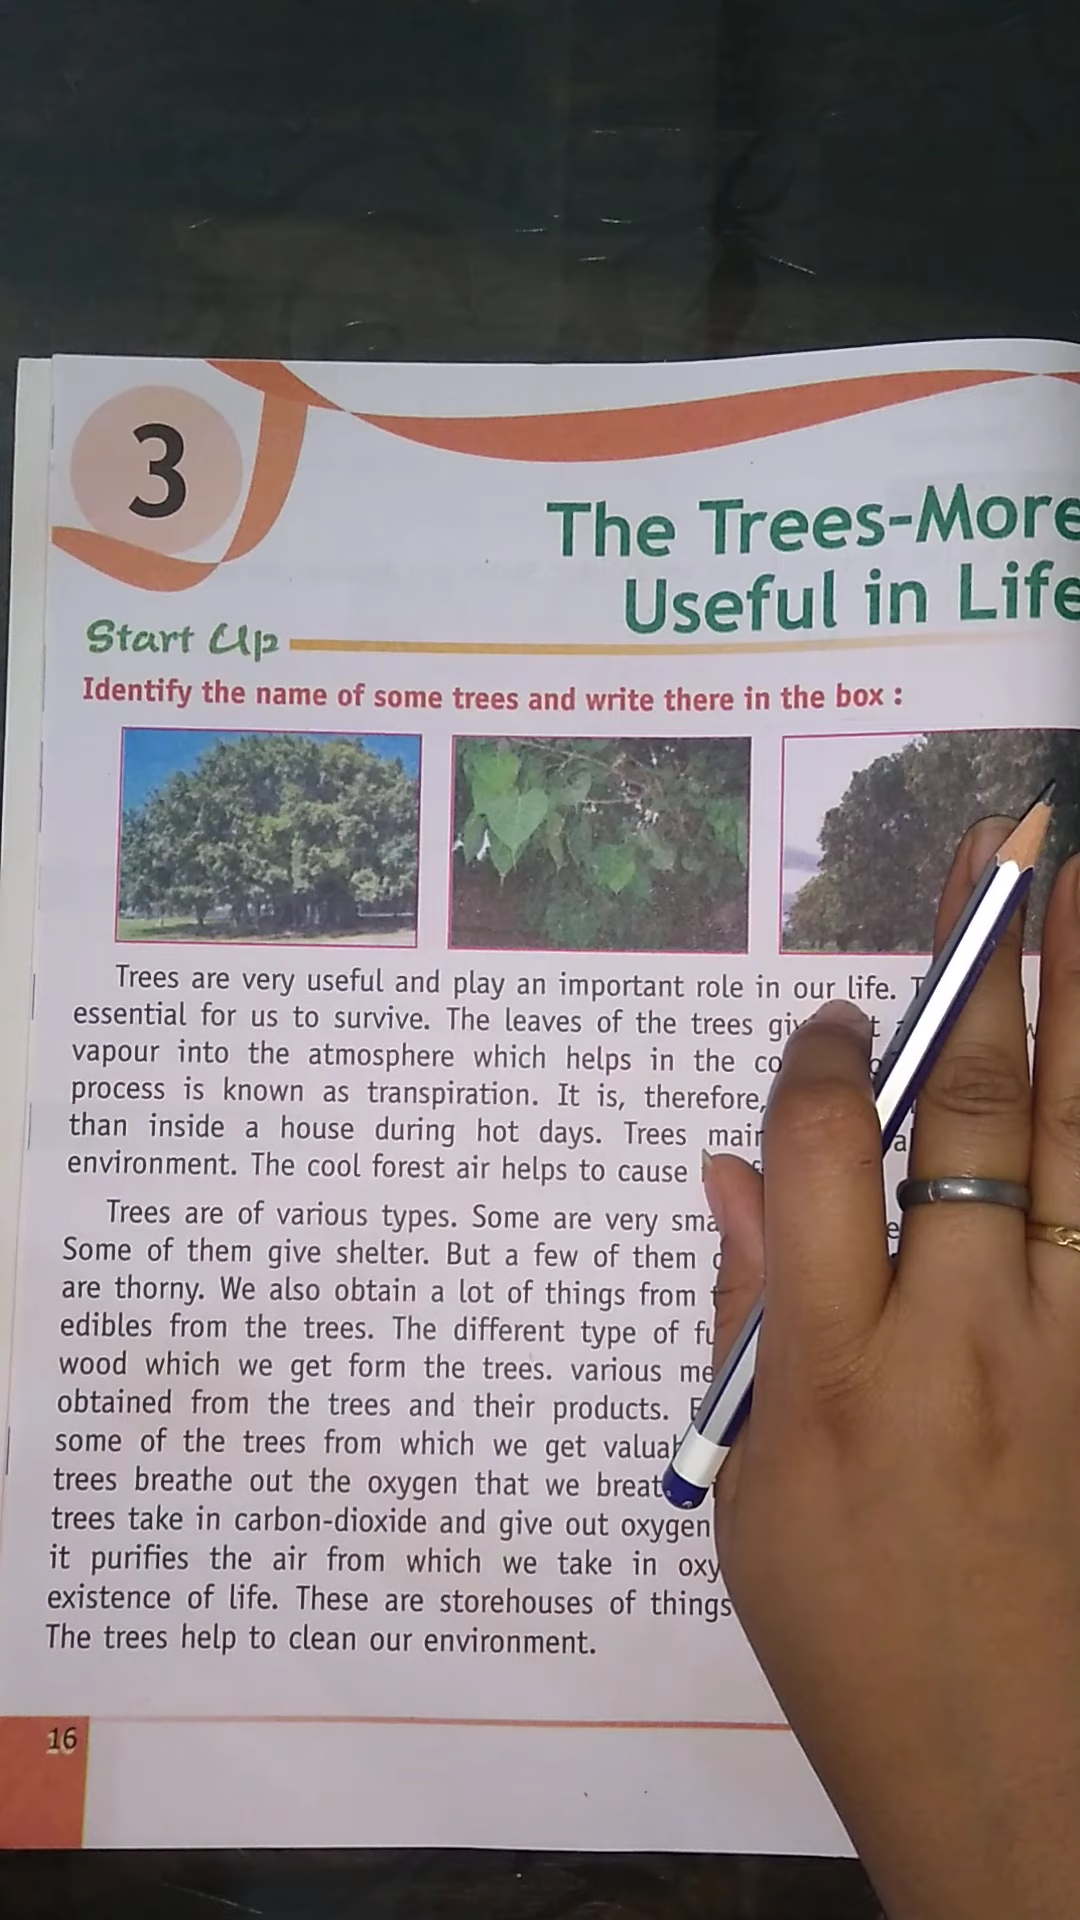 3
The Trees-More
Useful in Life
Start Up
Identify the name of some trees and write there in the box :
Trees are very useful and play an important role in our life.
essential for us to survive. The leaves of the trees
vapour into the atmosphere which helps in the
process is known as transpiration. It is, therefore,
than inside a house during hot days. Trees
environment. The cool forest air helps to cause
Trees are of various types. Some are very
Some of them give shelter. But a few of them
are thorny. We also obtain a lot of things from
edibles from the trees. The different type of
wood which we get form the trees. various
obtained from the trees and their products.
some of the trees from which we get
trees breathe out the oxygen that we
trees take in carbon-dioxide and give out oxygen
it purifies the air from which we take in
existence of life. These are storehouses of things
The trees help to clean our environment.
16